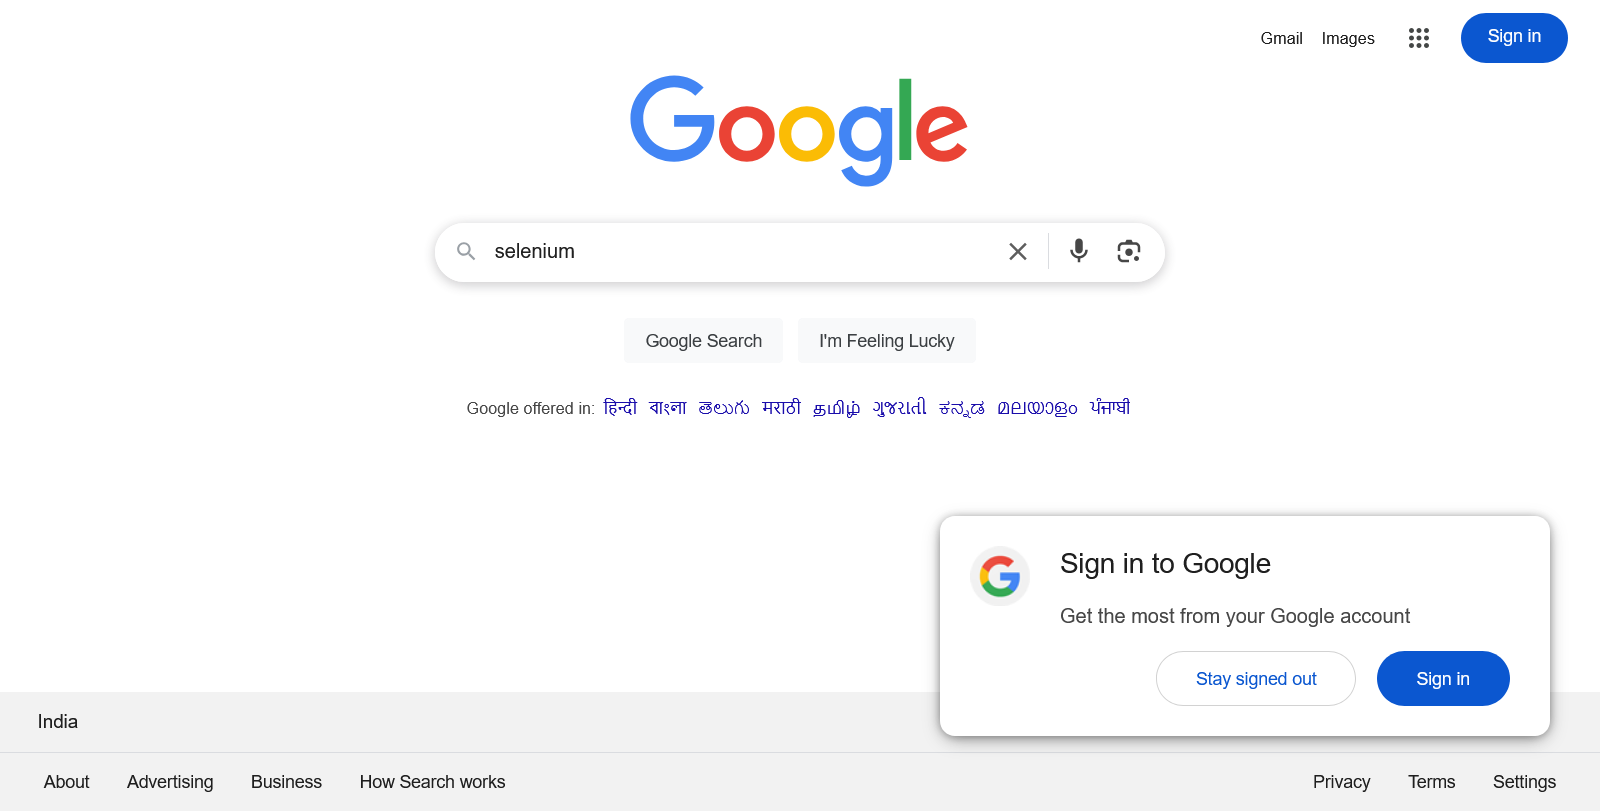 Gmail Images Sign in
Google
selenium
Google Search I'm Feeling Lucky
Google offered in: हिन्दी বাংলা తెలుగు मराठी தமிழ் ગુજરાતી ಕನ್ನಡ മലയാളം ਪੰਜਾਬੀ
Sign in to Google
Get the most from your Google account
Stay signed out Sign in
India
About Advertising Business How Search works Privacy Terms Settings